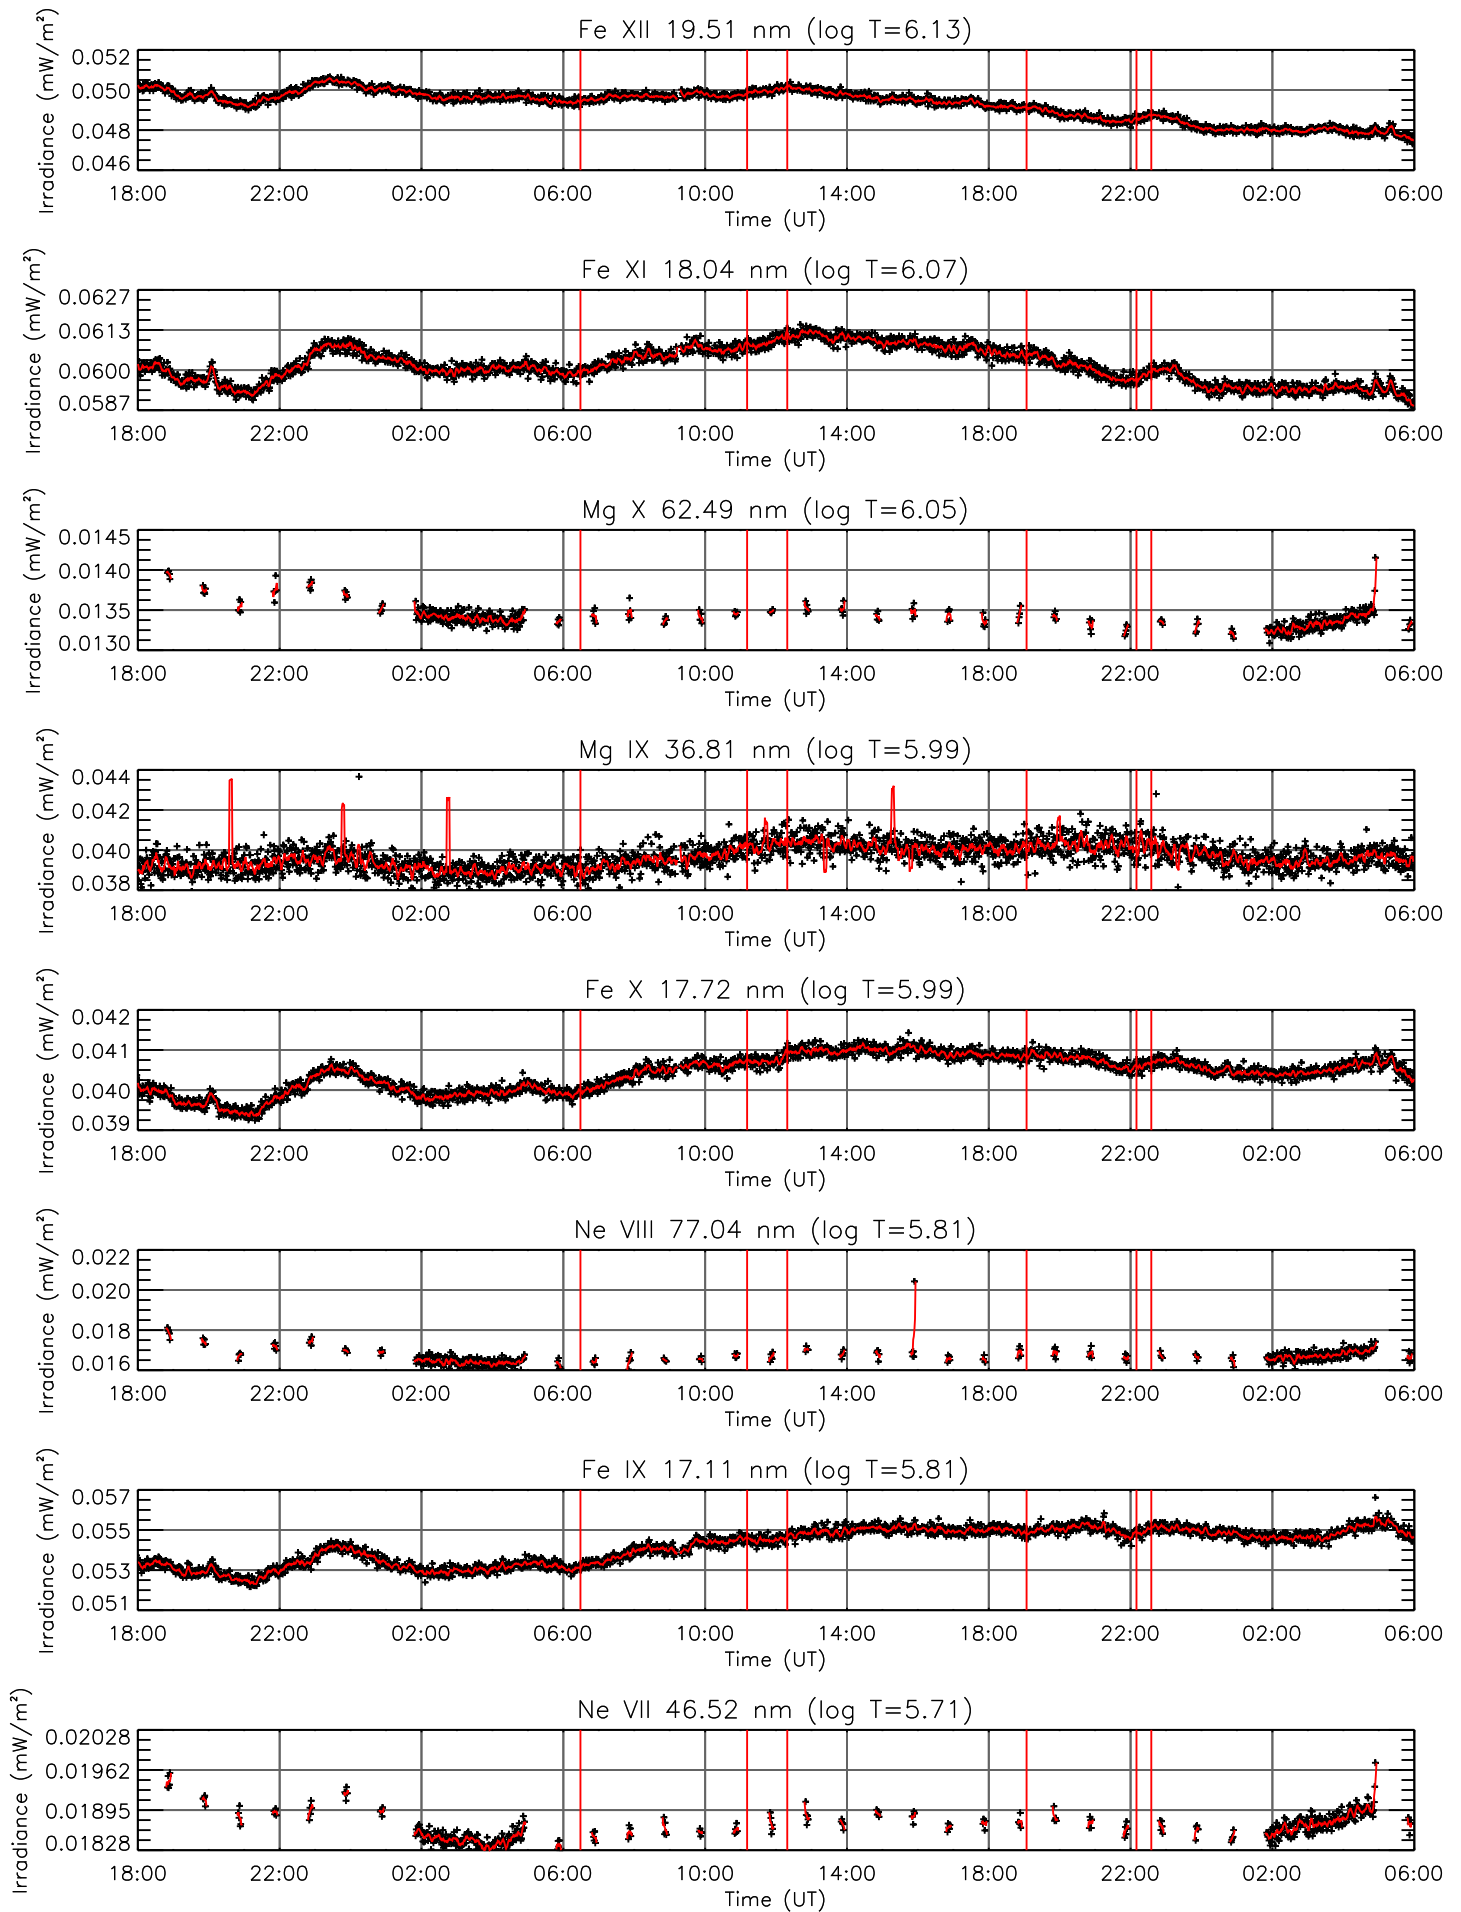 Fe XII 19.51 nm (log T=6.13)
Irradiance (mW/m²)
0.052
0.050
0.048
0.046
18:00 22:00 02:00 06:00 10:00 14:00 18:00 22:00 02:00 06:00
Time (UT)
Fe XI 18.04 nm (log T=6.07)
Irradiance (mW/m²)
0.0627
0.0613
0.0600
0.0587
18:00 22:00 02:00 06:00 10:00 14:00 18:00 22:00 02:00 06:00
Time (UT)
Mg X 62.49 nm (log T=6.05)
Irradiance (mW/m²)
0.0145
0.0140
0.0135
0.0130
18:00 22:00 02:00 06:00 10:00 14:00 18:00 22:00 02:00 06:00
Time (UT)
Mg IX 36.81 nm (log T=5.99)
Irradiance (mW/m²)
0.044
0.042
0.040
0.038
18:00 22:00 02:00 06:00 10:00 14:00 18:00 22:00 02:00 06:00
Time (UT)
Fe X 17.72 nm (log T=5.99)
Irradiance (mW/m²)
0.042
0.041
0.040
0.039
18:00 22:00 02:00 06:00 10:00 14:00 18:00 22:00 02:00 06:00
Time (UT)
Ne VIII 77.04 nm (log T=5.81)
Irradiance (mW/m²)
0.022
0.020
0.018
0.016
18:00 22:00 02:00 06:00 10:00 14:00 18:00 22:00 02:00 06:00
Time (UT)
Fe IX 17.11 nm (log T=5.81)
Irradiance (mW/m²)
0.057
0.055
0.053
0.051
18:00 22:00 02:00 06:00 10:00 14:00 18:00 22:00 02:00 06:00
Time (UT)
Ne VII 46.52 nm (log T=5.71)
Irradiance (mW/m²)
0.02028
0.01962
0.01895
0.01828
18:00 22:00 02:00 06:00 10:00 14:00 18:00 22:00 02:00 06:00
Time (UT)